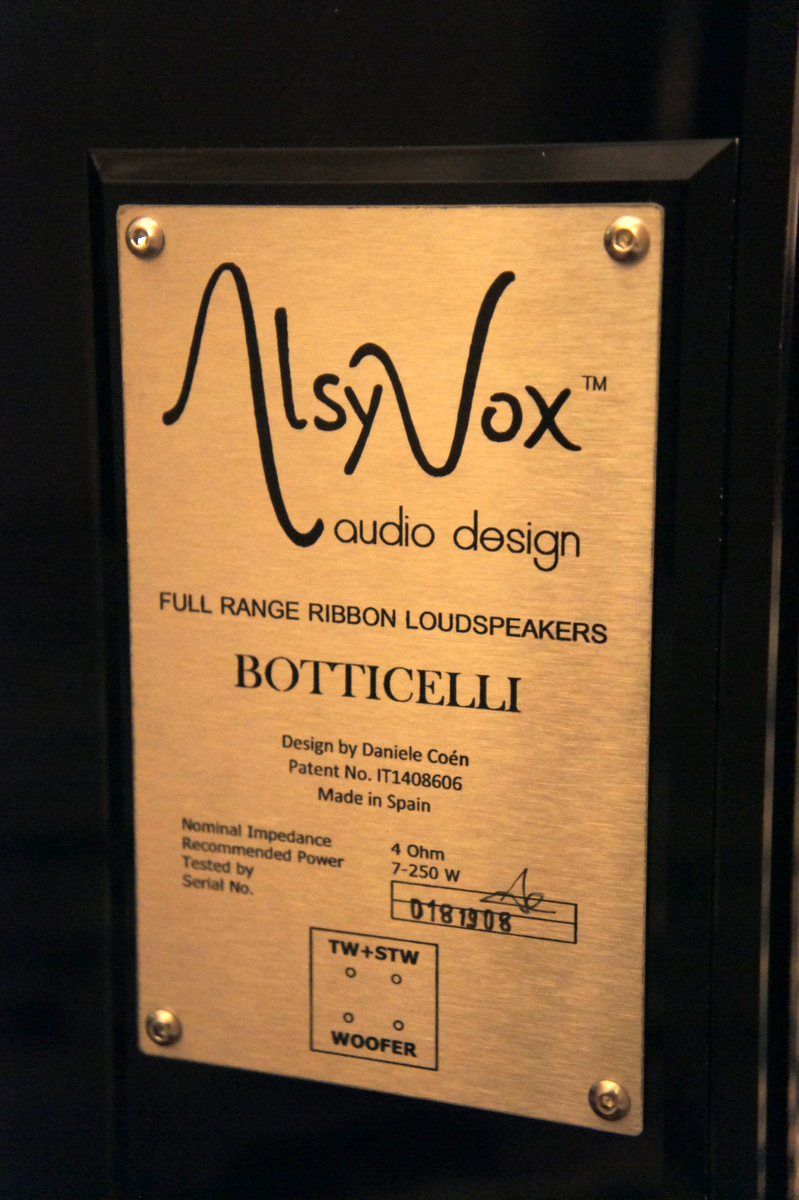 AlsyVox™
audio design
FULL RANGE RIBBON LOUDSPEAKERS
BOTTICELLI
Design by Daniele Coén
Patent No. IT1408606
Made in Spain
Nominal Impedance 4 Ohm
Recommended Power 7-250 W
Tested by
Serial No. 0181908
TW+STW
WOOFER